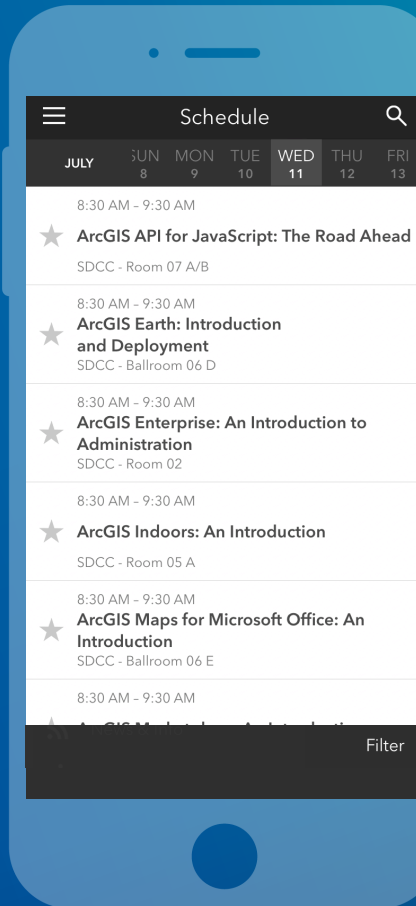 Schedule
JULY
SUN MON TUE WED THU FRI
8 9 10 11 12 13
8:30 AM – 9:30 AM
ArcGIS API for JavaScript: The Road Ahead
SDCC - Room 07 A/B
8:30 AM – 9:30 AM
ArcGIS Earth: Introduction
and Deployment
SDCC - Ballroom 06 D
8:30 AM – 9:30 AM
ArcGIS Enterprise: An Introduction to
Administration
SDCC - Room 02
8:30 AM – 9:30 AM
ArcGIS Indoors: An Introduction
SDCC - Room 05 A
8:30 AM – 9:30 AM
ArcGIS Maps for Microsoft Office: An
Introduction
SDCC - Ballroom 06 E
8:30 AM – 9:30 AM
Filter